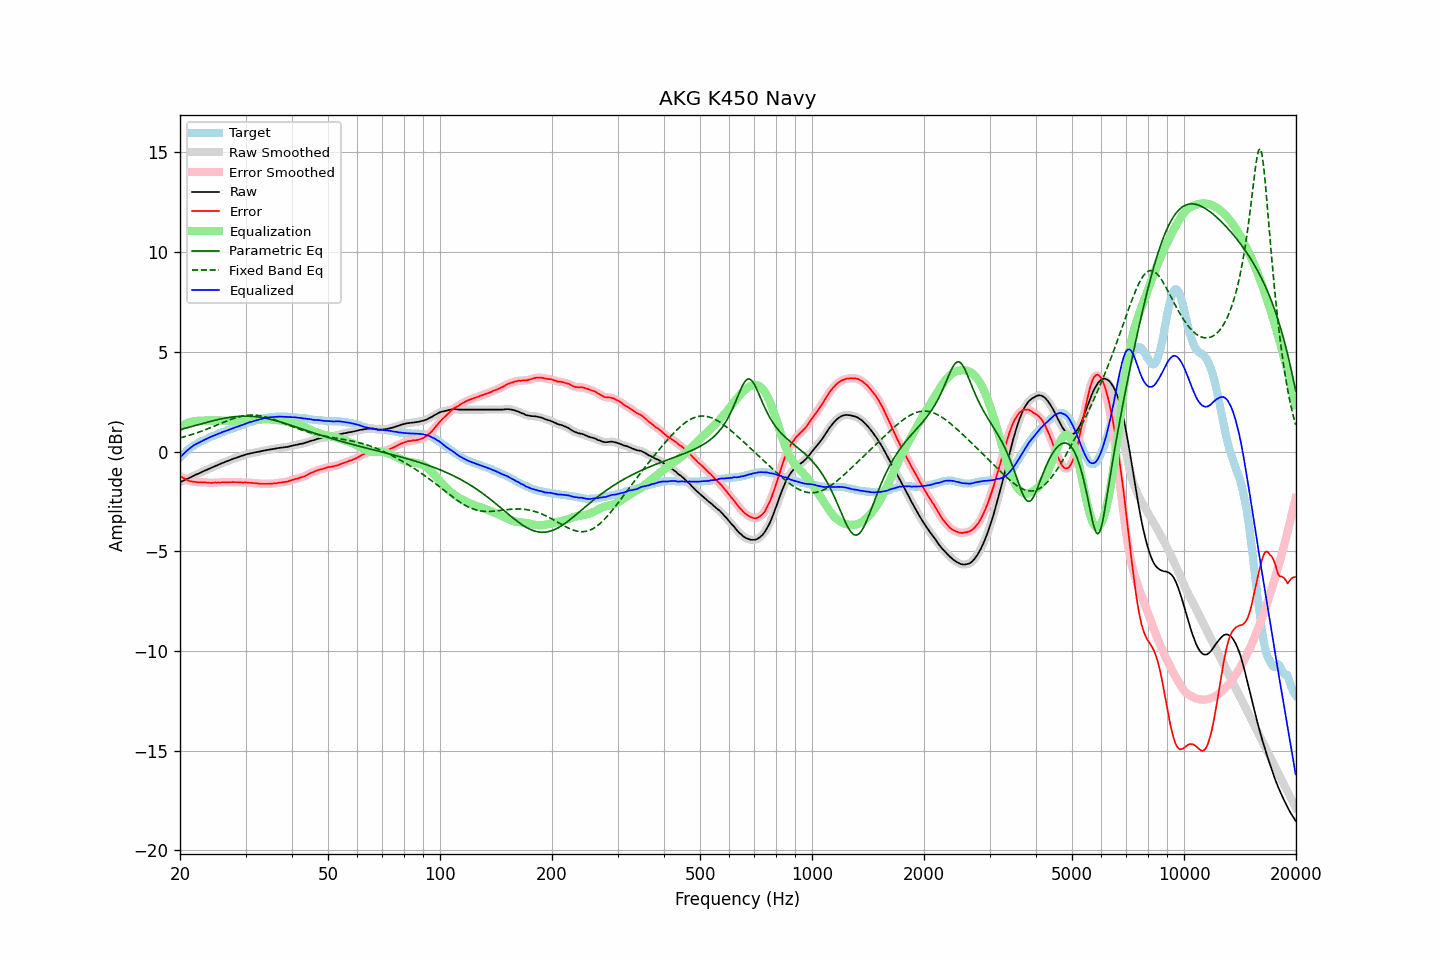 AKG K450 Navy
Target
Raw Smoothed
Error Smoothed
Raw
Error
Equalization
Parametric Eq
Fixed Band Eq
Equalized
15
10
5
0
−5
−10
−15
−20
Amplitude (dBr)
20 50 100 200 500 1000 2000 5000 10000 20000
Frequency (Hz)